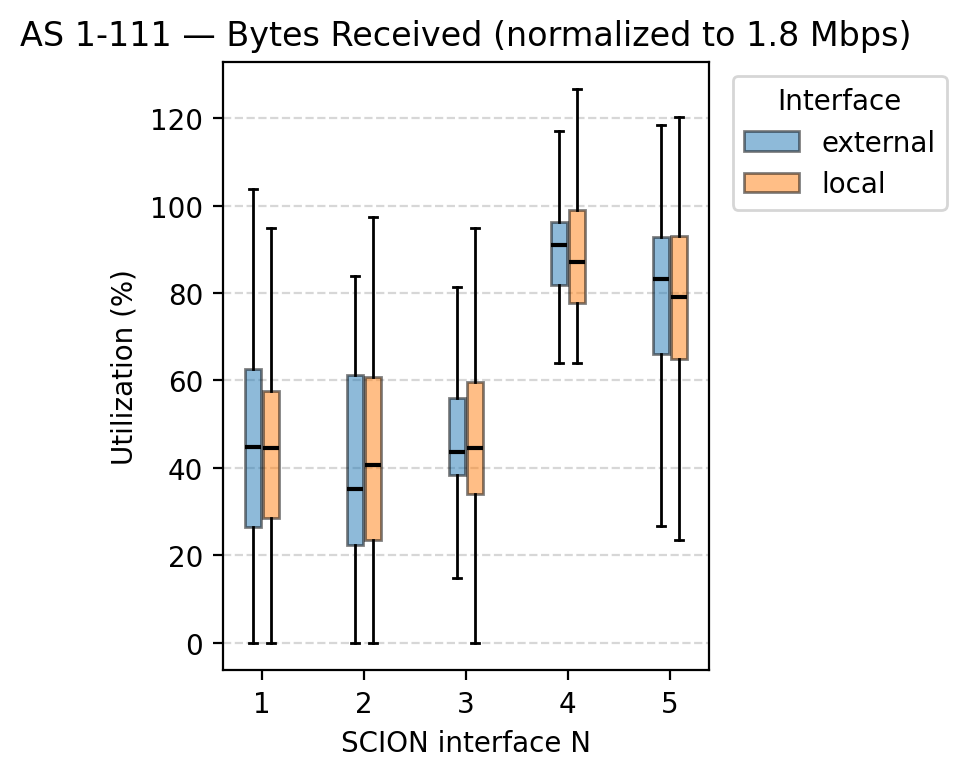 AS 1-111 — Bytes Received (normalized to 1.8 Mbps)
Interface
external
local
Utilization (%)
120
100
80
60
40
20
0
1 2 3 4 5
SCION interface N